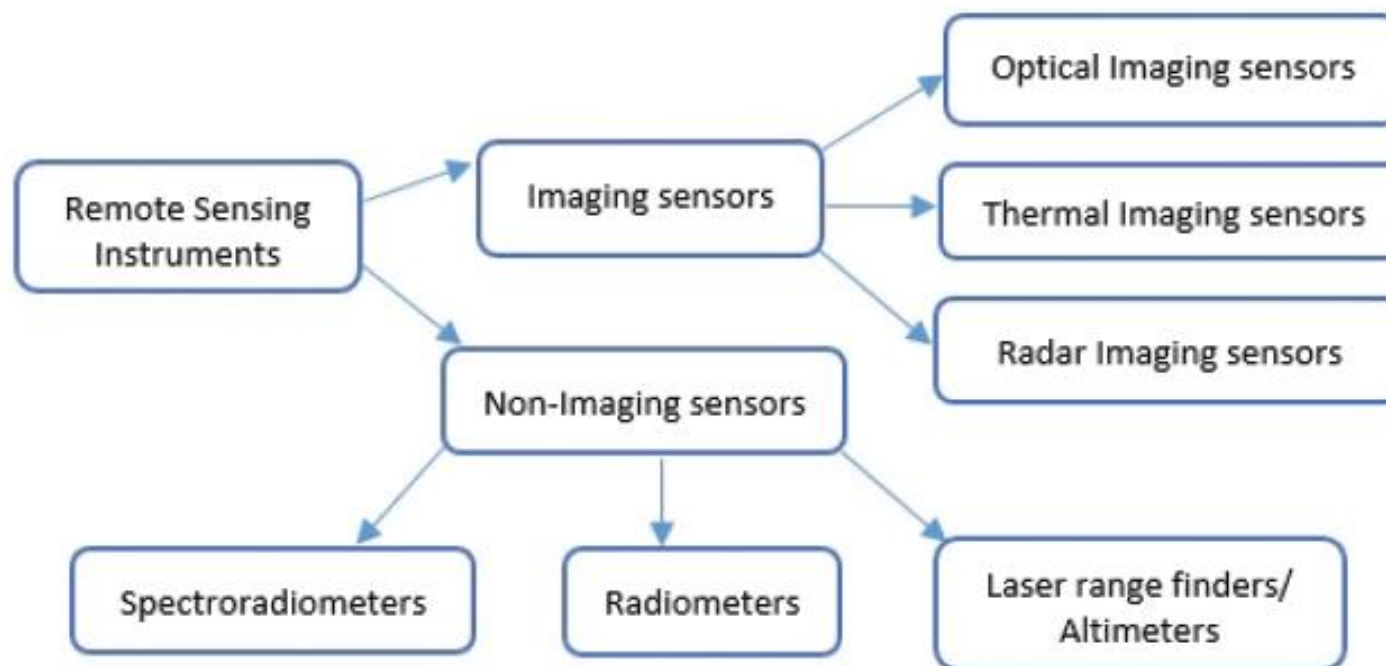 Optical Imaging sensors
Remote Sensing
Instruments
Imaging sensors
Thermal Imaging sensors
Radar Imaging sensors
Non-Imaging sensors
Spectroradiometers
Radiometers
Laser range finders/
Altimeters